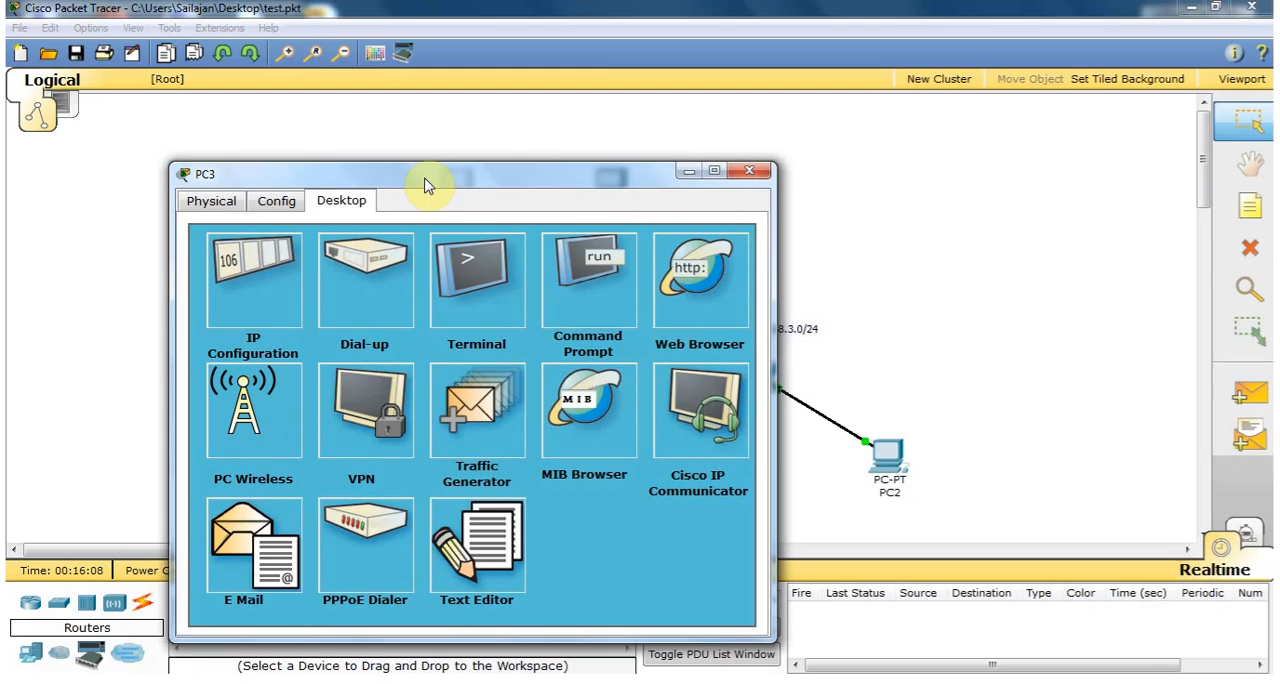 Cisco Packet Tracer - C:\Users\Sailajan\Desktop\test.pkt
File Edit Options View Tools Extensions Help
Logical [Root] New Cluster Move Object Set Tiled Background Viewport
PC3
Physical Config Desktop
106 > run http:
IP Configuration
Dial-up
Terminal
Command Prompt
Web Browser
8.3.0/24
MIB
PC Wireless
VPN
Traffic Generator
MIB Browser
Cisco IP Communicator
PC-PT
PC2
@
E Mail
PPPoE Dialer
Text Editor
Time: 00:16:08 Power C
Realtime
Fire Last Status Source Destination Type Color Time (sec) Periodic Num
Routers
Toggle PDU List Window
(Select a Device to Drag and Drop to the Workspace)